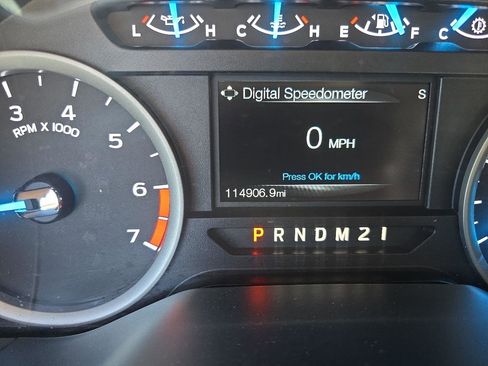 L H C H E F C
3 4 5 6 7
RPM X 1000
Digital Speedometer S
0 MPH
Press OK for km/h
114906.9mi
P R N D M 2 1